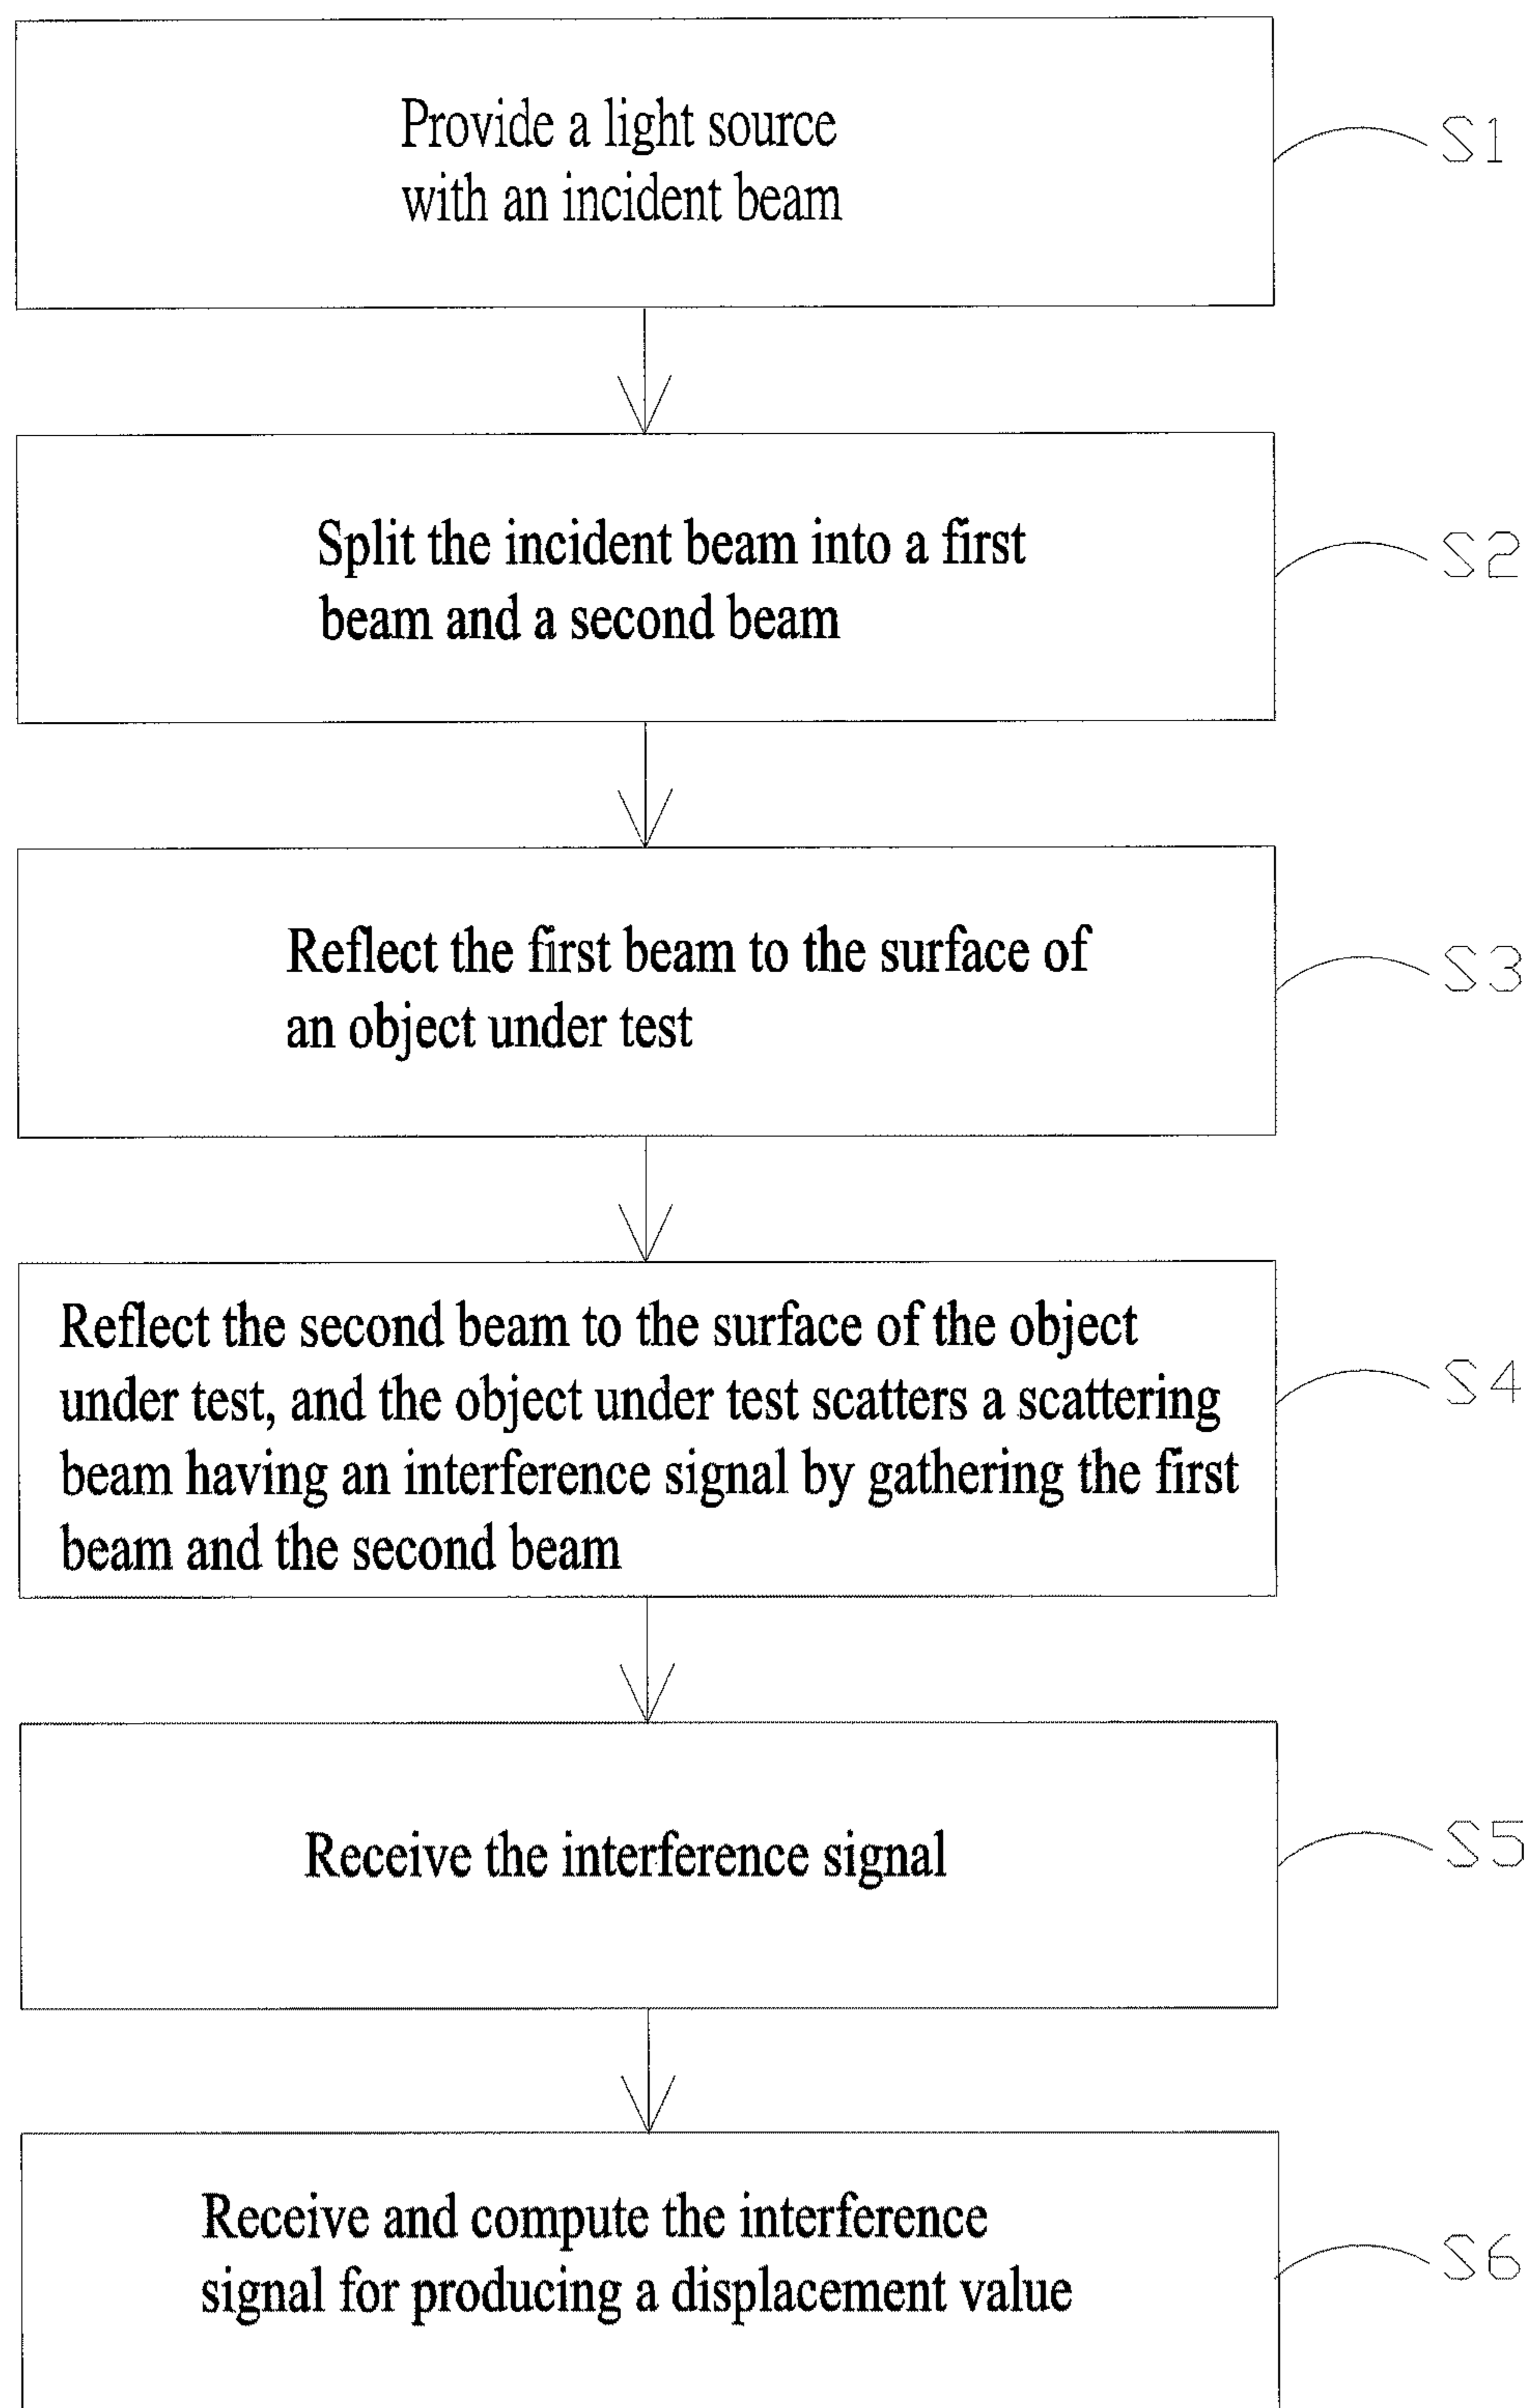 Provide a light source
with an incident beam
S1
Split the incident beam into a first
beam and a second beam
S2
Reflect the first beam to the surface of
an object under test
S3
Reflect the second beam to the surface of the object
under test, and the object under test scatters a scattering
beam having an interference signal by gathering the first
beam and the second beam
S4
Receive the interference signal
S5
Receive and compute the interference
signal for producing a displacement value
S6